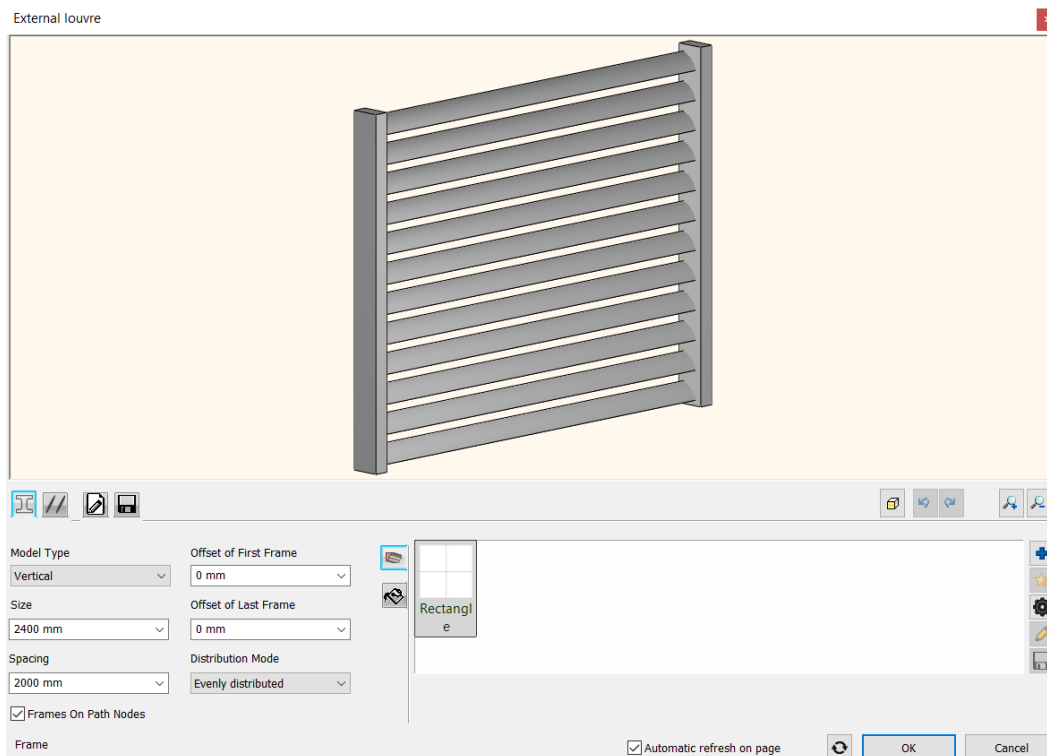 External louvre
Model Type
Offset of First Frame
Vertical
0 mm
Size
Offset of Last Frame
2400 mm
0 mm
Spacing
Distribution Mode
2000 mm
Evenly distributed
Frames On Path Nodes
Rectangl
e
Frame
Automatic refresh on page
OK
Cancel